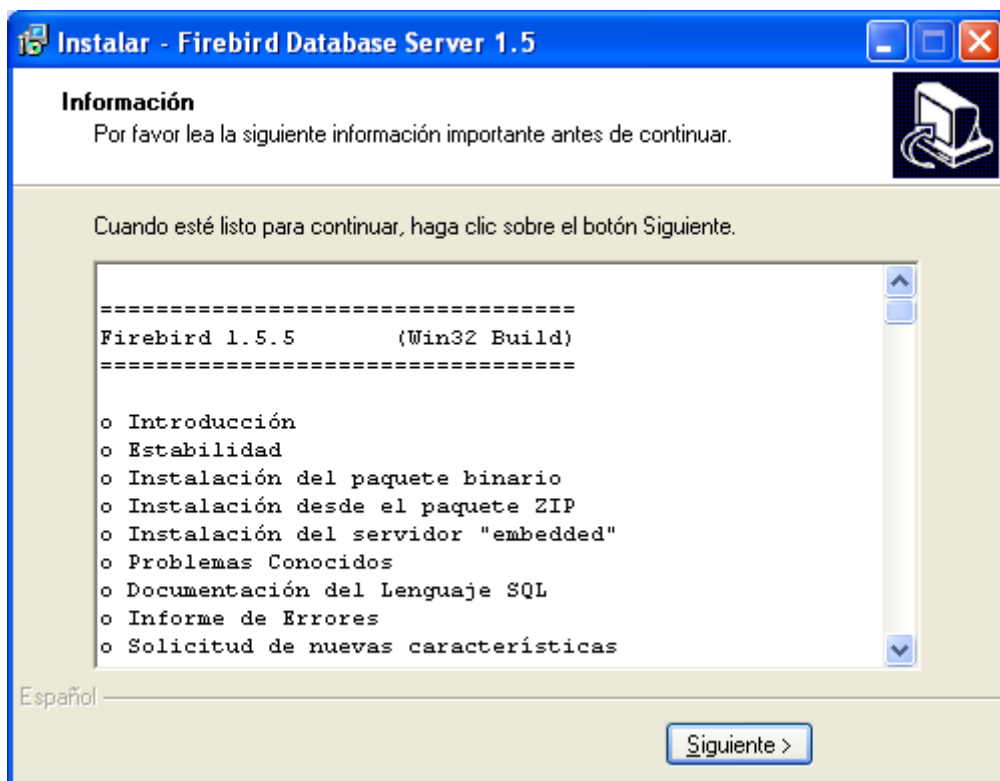 Instalar - Firebird Database Server 1.5
Información
Por favor lea la siguiente información importante antes de continuar.
Cuando esté listo para continuar, haga clic sobre el botón Siguiente.
==================================
Firebird 1.5.5 (Win32 Build)
==================================
o Introducción
o Estabilidad
o Instalación del paquete binario
o Instalación desde el paquete ZIP
o Instalación del servidor "embedded"
o Problemas Conocidos
o Documentación del Lenguaje SQL
o Informe de Errores
o Solicitud de nuevas características
Español
Siguiente >